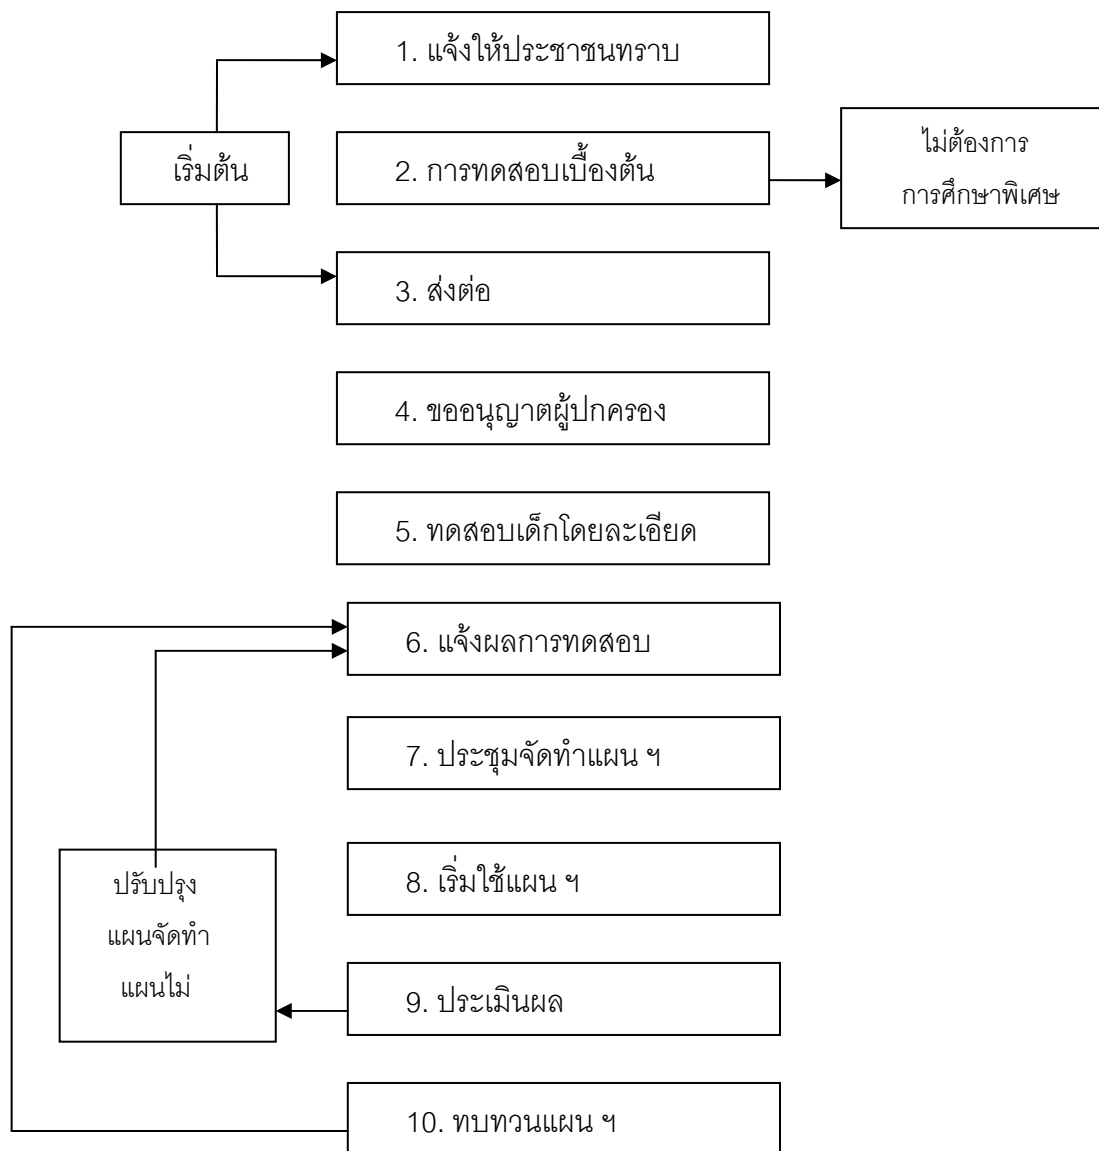 1. แจ้งให้ประชาชนทราบ
เริ่มต้น
2. การทดสอบเบื้องต้น
ไม่ต้องการ
การศึกษาพิเศษ
3. ส่งต่อ
4. ขออนุญาตผู้ปกครอง
5. ทดสอบเด็กโดยละเอียด
6. แจ้งผลการทดสอบ
7. ประชุมจัดทำแผน ฯ
8. เริ่มใช้แผน ฯ
ปรับปรุง
แผนจัดทำ
แผนไม่
9. ประเมินผล
10. ทบทวนแผน ฯ